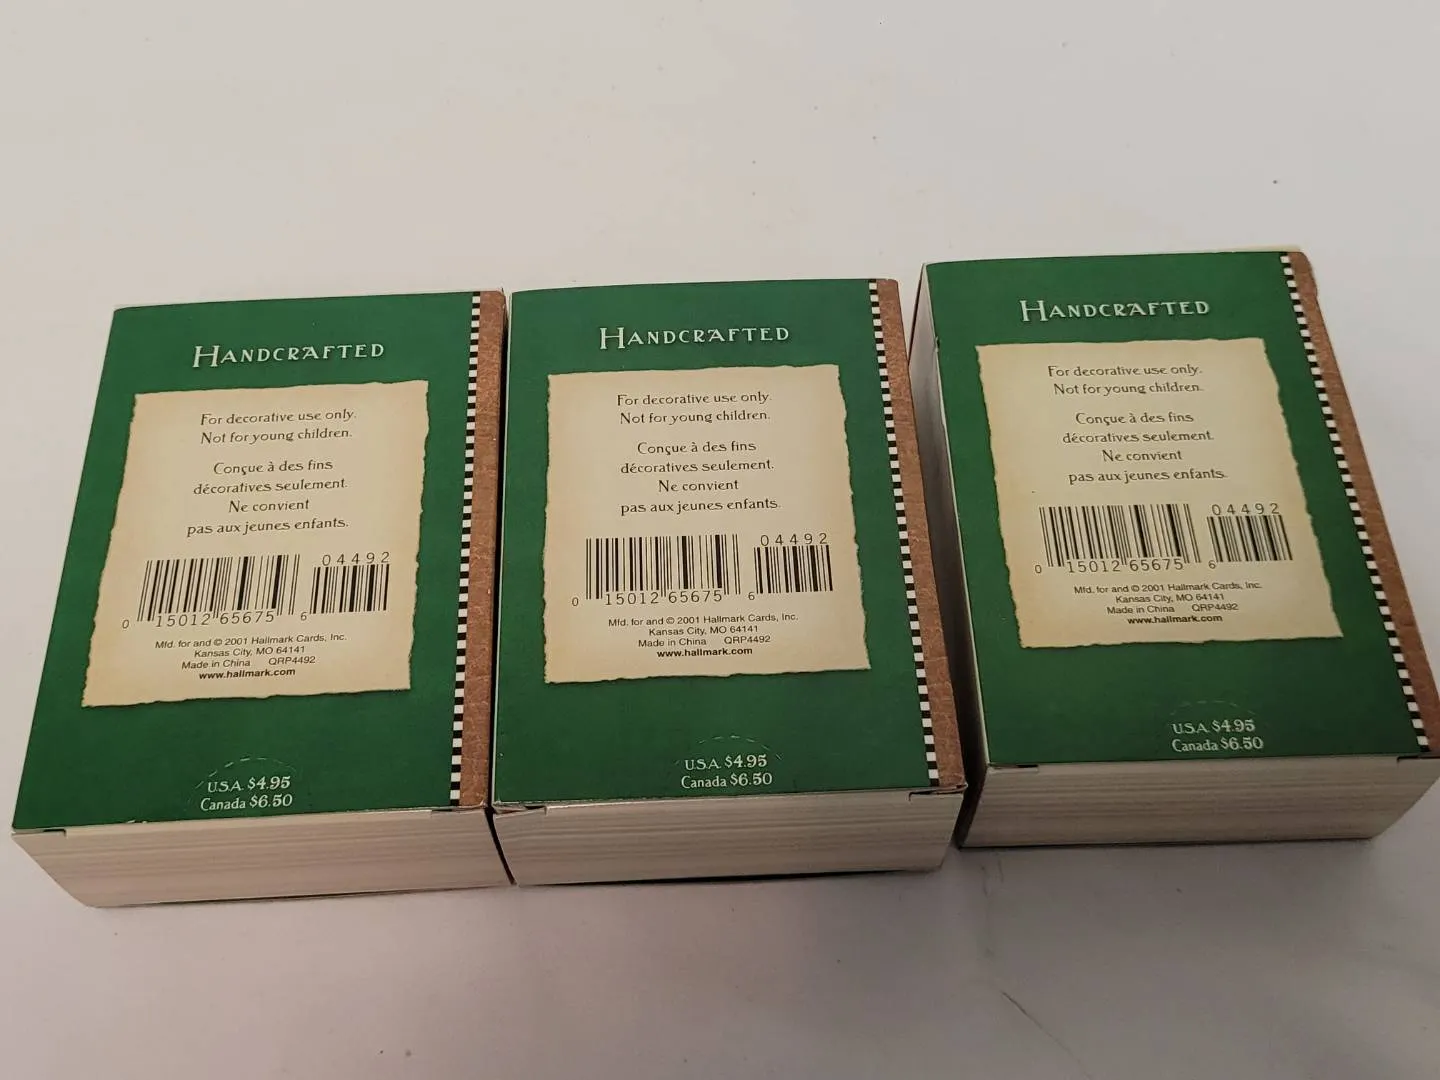 HANDCRAFTED
For decorative use only.
Not for young children.
Conçue à des fins
décoratives seulement.
Ne convient
pas aux jeunes enfants.
04492
0 15012 65675 6
Mfd. for and © 2001 Hallmark Cards, Inc.
Kansas City, MO 64141
Made in China QRP4492
www.hallmark.com
U.S.A. $4.95
Canada $6.50
HANDCRAFTED
For decorative use only.
Not for young children.
Conçue à des fins
décoratives seulement.
Ne convient
pas aux jeunes enfants.
04492
0 15012 65675 6
Mfd. for and © 2001 Hallmark Cards, Inc.
Kansas City, MO 64141
Made in China QRP4492
www.hallmark.com
U.S.A. $4.95
Canada $6.50
HANDCRAFTED
For decorative use only.
Not for young children.
Conçue à des fins
décoratives seulement.
Ne convient
pas aux jeunes enfants.
04492
0 15012 65675 6
Mfd. for and © 2001 Hallmark Cards, Inc.
Kansas City, MO 64141
Made in China QRP4492
www.hallmark.com
U.S.A. $4.95
Canada $6.50